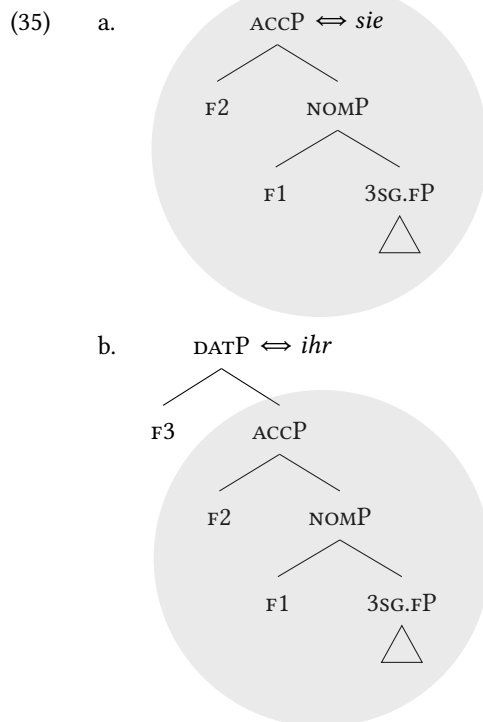 (35) a. ACCP ⇔ sie
F2 NOMP
F1 3SG.FP
b. DATP ⇔ ihr
F3 ACCP
F2 NOMP
F1 3SG.FP